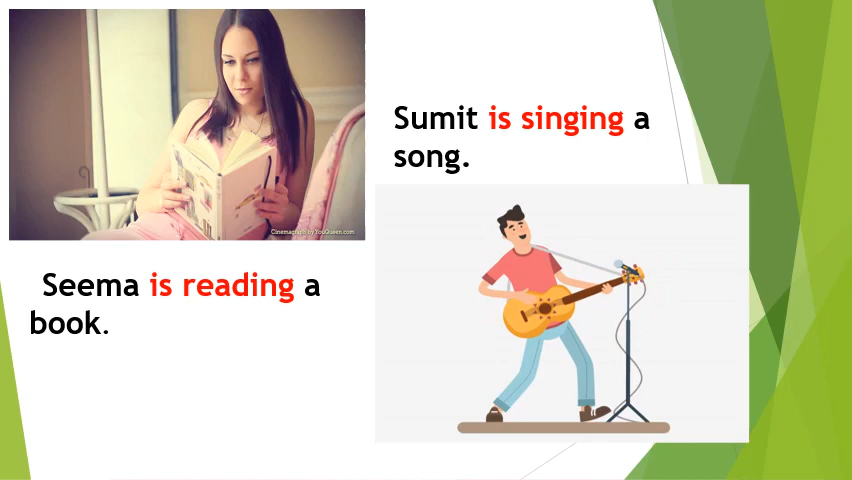 Sumit is singing a
song.
Cinemagraph by YouQueen.com
Seema is reading a
book.